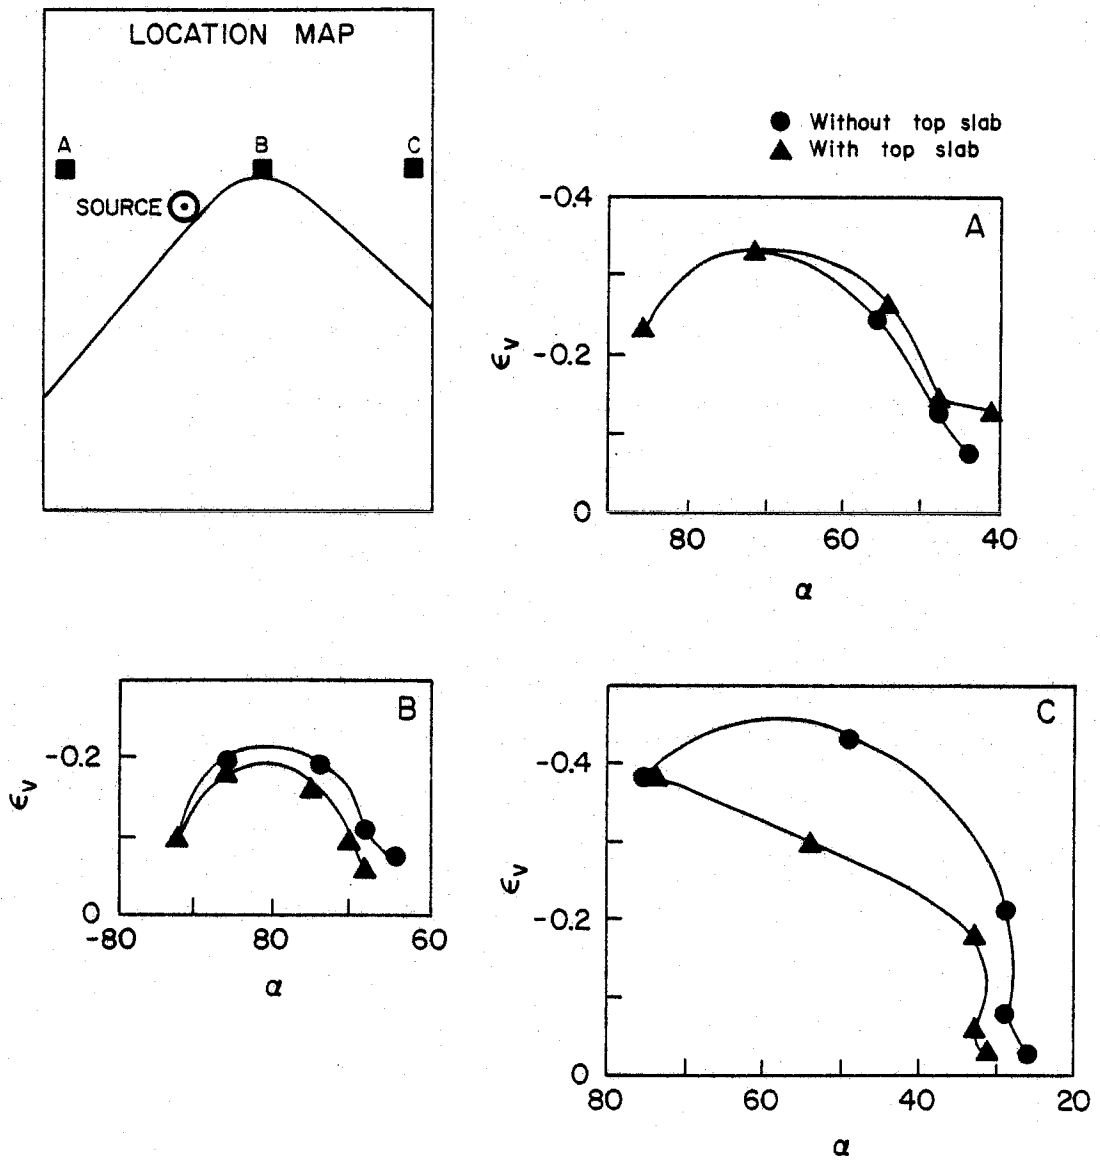 LOCATION MAP
A
B
C
SOURCE
Without top slab
With top slab
-0.4
A
ϵv
-0.2
0
80
60
40
α
B
-0.2
ϵv
0
-80
80
60
α
C
-0.4
ϵv
-0.2
0
80
60
40
20
α